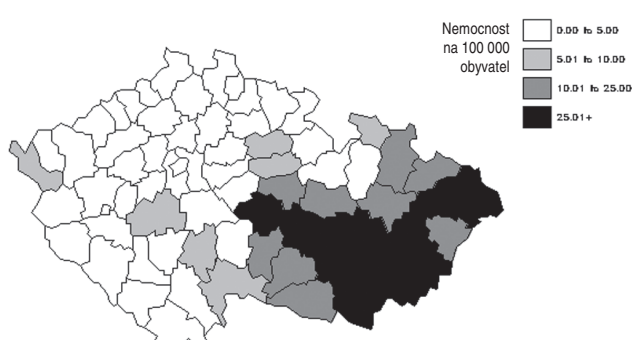 Nemocnost
na 100 000
obyvatel
0.00 to 5.00
5.01 to 10.00
10.01 to 25.00
25.01+